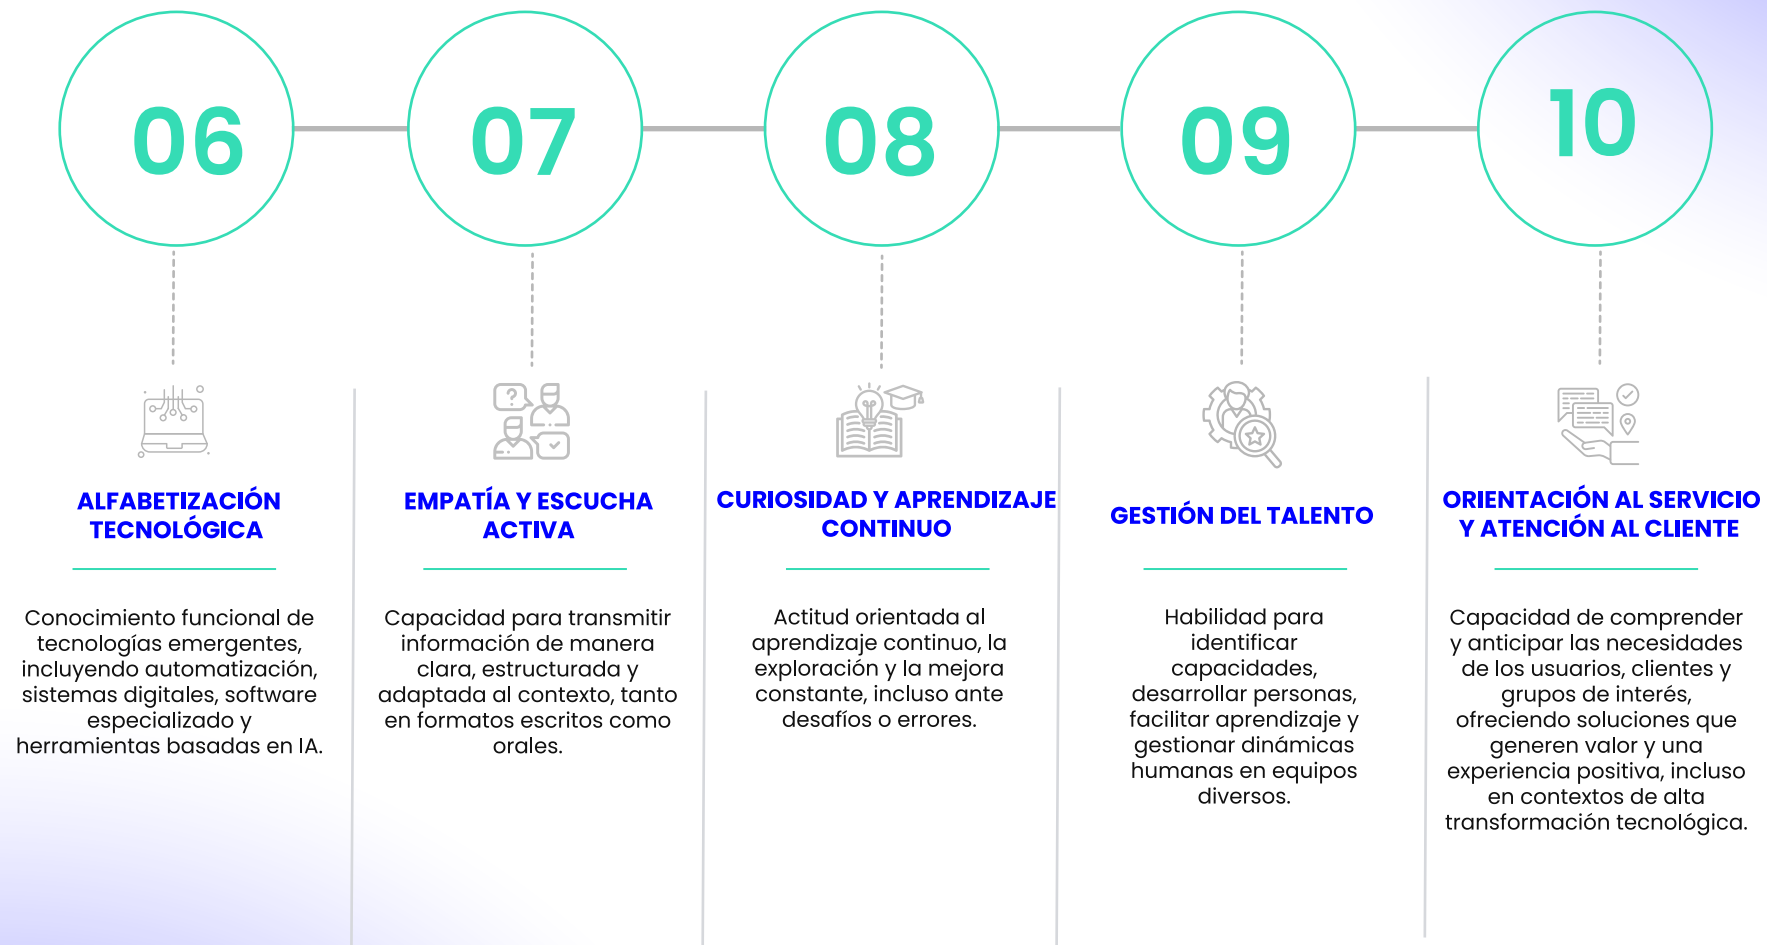 06
07
08
09
10
ALFABETIZACIÓN
TECNOLÓGICA
Conocimiento funcional de
tecnologías emergentes,
incluyendo automatización,
sistemas digitales, software
especializado y
herramientas basadas en IA.
EMPATÍA Y ESCUCHA
ACTIVA
Capacidad para transmitir
información de manera
clara, estructurada y
adaptada al contexto, tanto
en formatos escritos como
orales.
CURIOSIDAD Y APRENDIZAJE
CONTINUO
Actitud orientada al
aprendizaje continuo, la
exploración y la mejora
constante, incluso ante
desafíos o errores.
GESTIÓN DEL TALENTO
Habilidad para
identificar
capacidades,
desarrollar personas,
facilitar aprendizaje y
gestionar dinámicas
humanas en equipos
diversos.
ORIENTACIÓN AL SERVICIO
Y ATENCIÓN AL CLIENTE
Capacidad de comprender
y anticipar las necesidades
de los usuarios, clientes y
grupos de interés,
ofreciendo soluciones que
generen valor y una
experiencia positiva, incluso
en contextos de alta
transformación tecnológica.